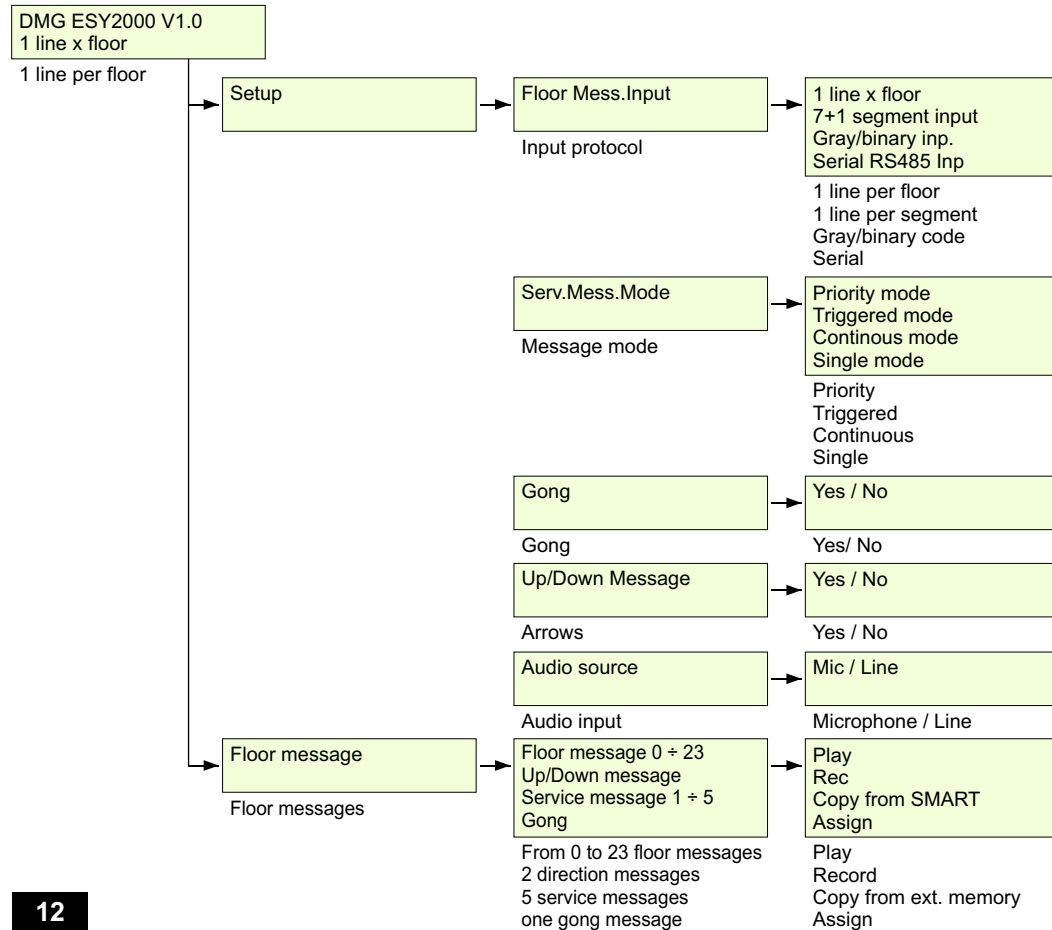 DMG ESY2000 V1.0
1 line x floor
1 line per floor
Setup
Floor Mess.Input
Input protocol
1 line x floor
7+1 segment input
Gray/binary inp.
Serial RS485 Inp
1 line per floor
1 line per segment
Gray/binary code
Serial
Serv.Mess.Mode
Message mode
Priority mode
Triggered mode
Continous mode
Single mode
Priority
Triggered
Continuous
Single
Gong
Gong
Yes / No
Yes/ No
Up/Down Message
Arrows
Yes / No
Yes / No
Audio source
Audio input
Mic / Line
Microphone / Line
Floor message
Floor messages
Floor message 0 ÷ 23
Up/Down message
Service message 1 ÷ 5
Gong
From 0 to 23 floor messages
2 direction messages
5 service messages
one gong message
Play
Rec
Copy from SMART
Assign
Play
Record
Copy from ext. memory
Assign
12